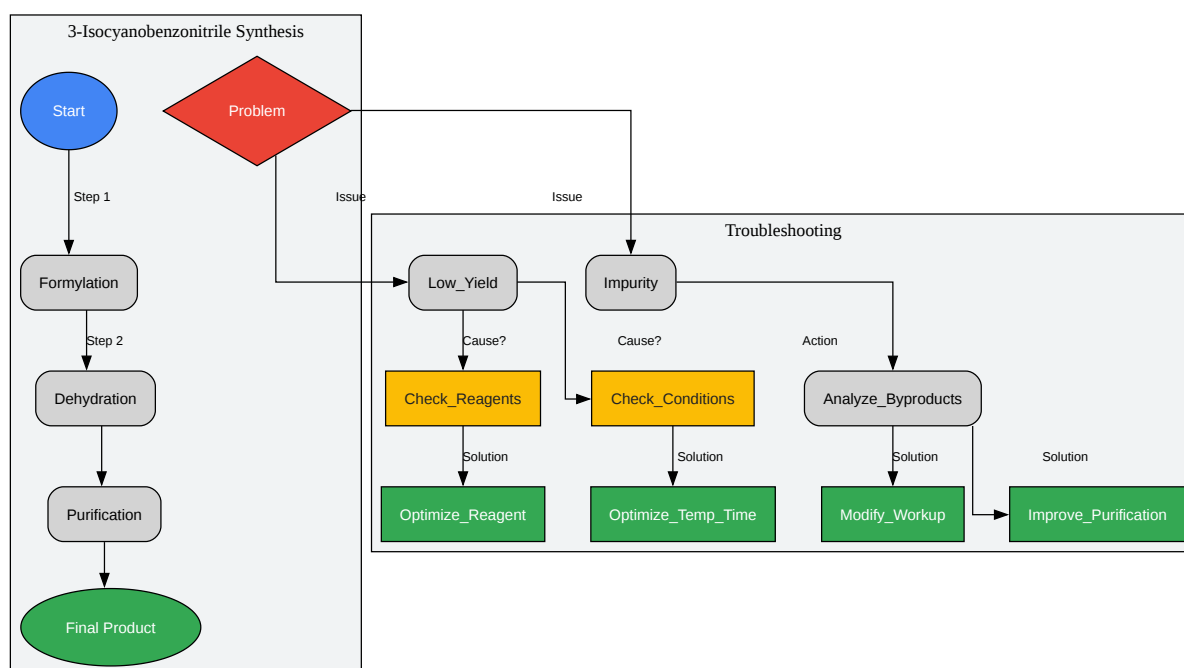 3-Isocyanobenzonitrile Synthesis
Start
Problem
Step 1
Issue
Issue
Troubleshooting
Formylation
Low_Yield
Impurity
Step 2
Cause?
Cause?
Action
Dehydration
Check_Reagents
Check_Conditions
Analyze_Byproducts
Solution
Solution
Solution
Solution
Purification
Optimize_Reagent
Optimize_Temp_Time
Modify_Workup
Improve_Purification
Final Product